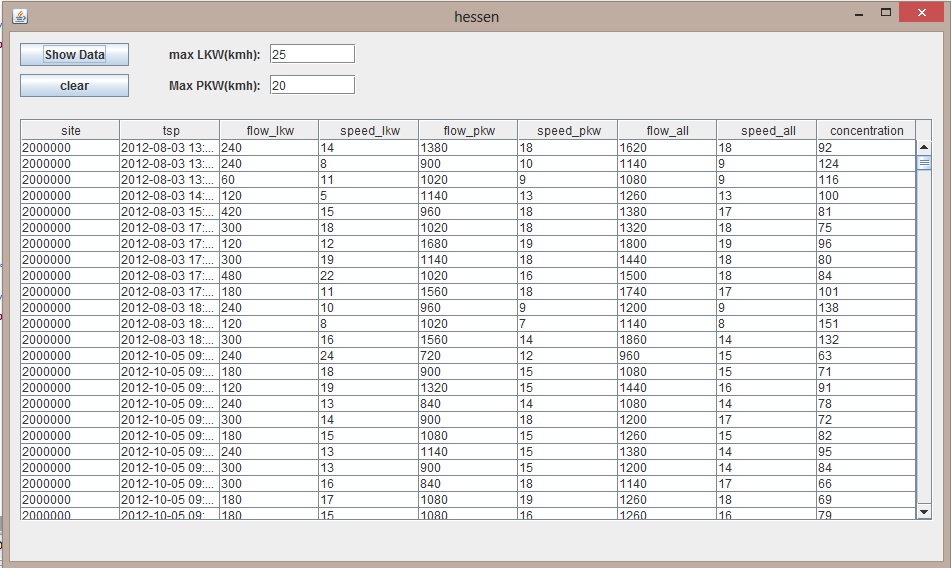 hessen
Show Data max LKW(kmh): 25
clear Max PKW(kmh): 20
site tsp flow_lkw speed_lkw flow_pkw speed_pkw flow_all speed_all concentration
2000000 2012-08-03 13:... 240 14 1380 18 1620 18 92
2000000 2012-08-03 13:... 240 8 900 10 1140 9 124
2000000 2012-08-03 13:... 60 11 1020 9 1080 9 116
2000000 2012-08-03 14:... 120 5 1140 13 1260 13 100
2000000 2012-08-03 15:... 420 15 960 18 1380 17 81
2000000 2012-08-03 17:... 300 18 1020 18 1320 18 75
2000000 2012-08-03 17:... 120 12 1680 19 1800 19 96
2000000 2012-08-03 17:... 300 19 1140 18 1440 18 80
2000000 2012-08-03 17:... 480 22 1020 16 1500 18 84
2000000 2012-08-03 17:... 180 11 1560 18 1740 17 101
2000000 2012-08-03 18:... 240 10 960 9 1200 9 138
2000000 2012-08-03 18:... 120 8 1020 7 1140 8 151
2000000 2012-08-03 18:... 300 16 1560 14 1860 14 132
2000000 2012-10-05 09:... 240 24 720 12 960 15 63
2000000 2012-10-05 09:... 180 18 900 15 1080 15 71
2000000 2012-10-05 09:... 120 19 1320 15 1440 16 91
2000000 2012-10-05 09:... 240 13 840 14 1080 14 78
2000000 2012-10-05 09:... 300 14 900 18 1200 17 72
2000000 2012-10-05 09:... 180 15 1080 15 1260 15 82
2000000 2012-10-05 09:... 240 13 1140 15 1380 14 95
2000000 2012-10-05 09:... 300 13 900 15 1200 14 84
2000000 2012-10-05 09:... 300 16 840 18 1140 17 66
2000000 2012-10-05 09:... 180 17 1080 19 1260 18 69
2000000 2012-10-05 09:... 180 15 1080 16 1260 16 79